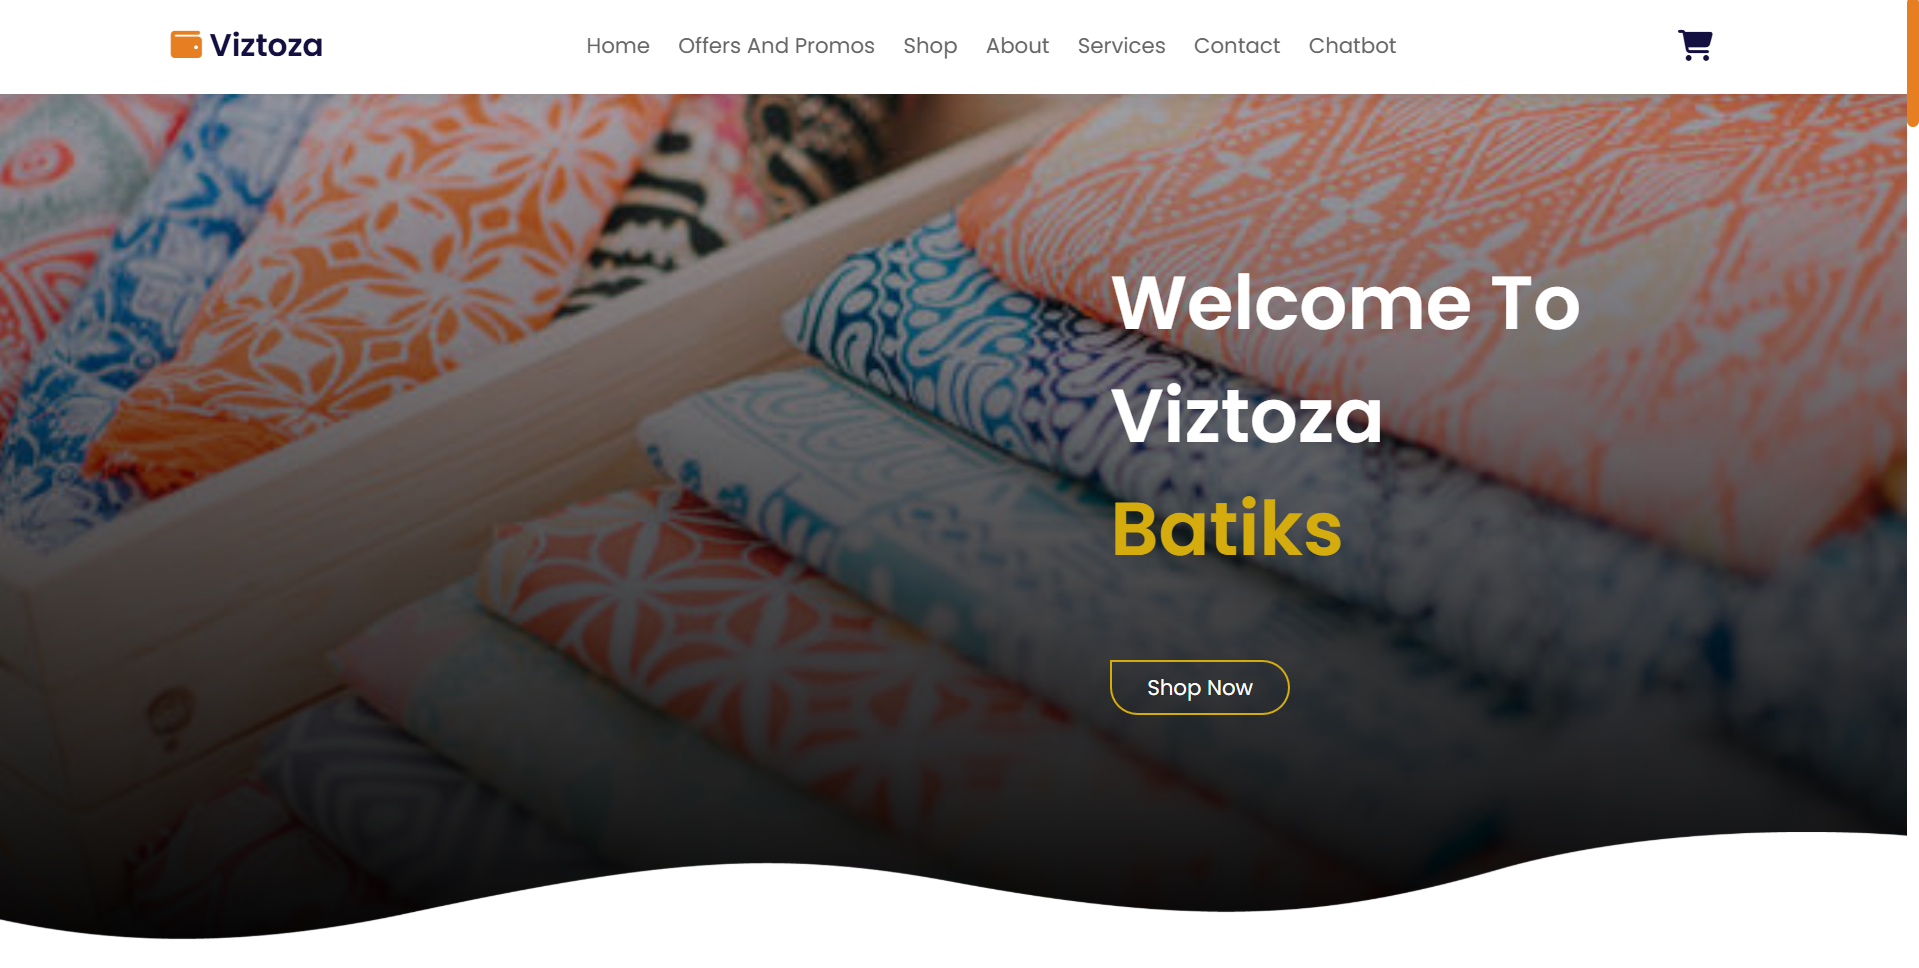 Viztoza
Home Offers And Promos Shop About Services Contact Chatbot
Welcome To
Viztoza
Batiks
Shop Now